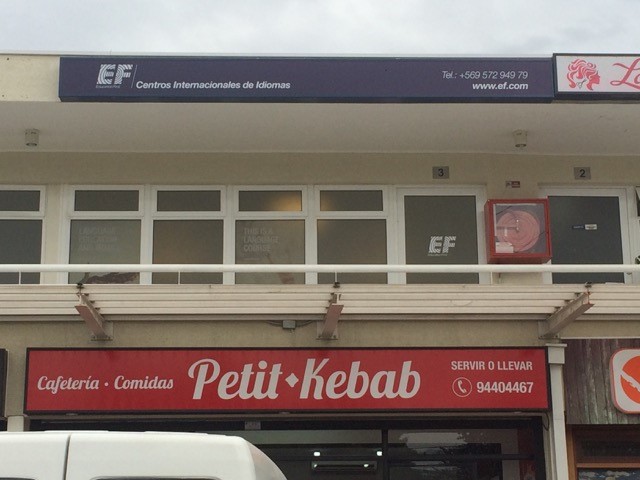 EF Centros Internacionales de Idiomas
Tel.: +569 572 949 79
www.ef.com
3
2
EF
Cafetería · Comidas
Petit·Kebab
SERVIR O LLEVAR
94404467